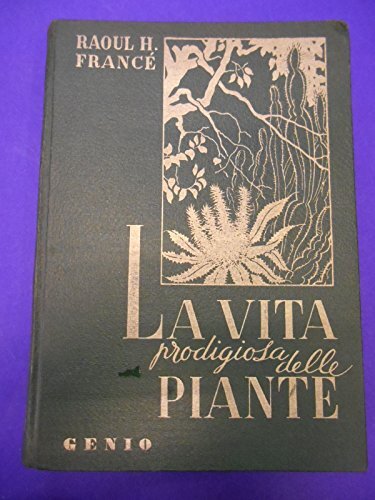 RAOUL H.
FRANCÉ
LA VITA
prodigiosa
delle
PIANTE
GENIO